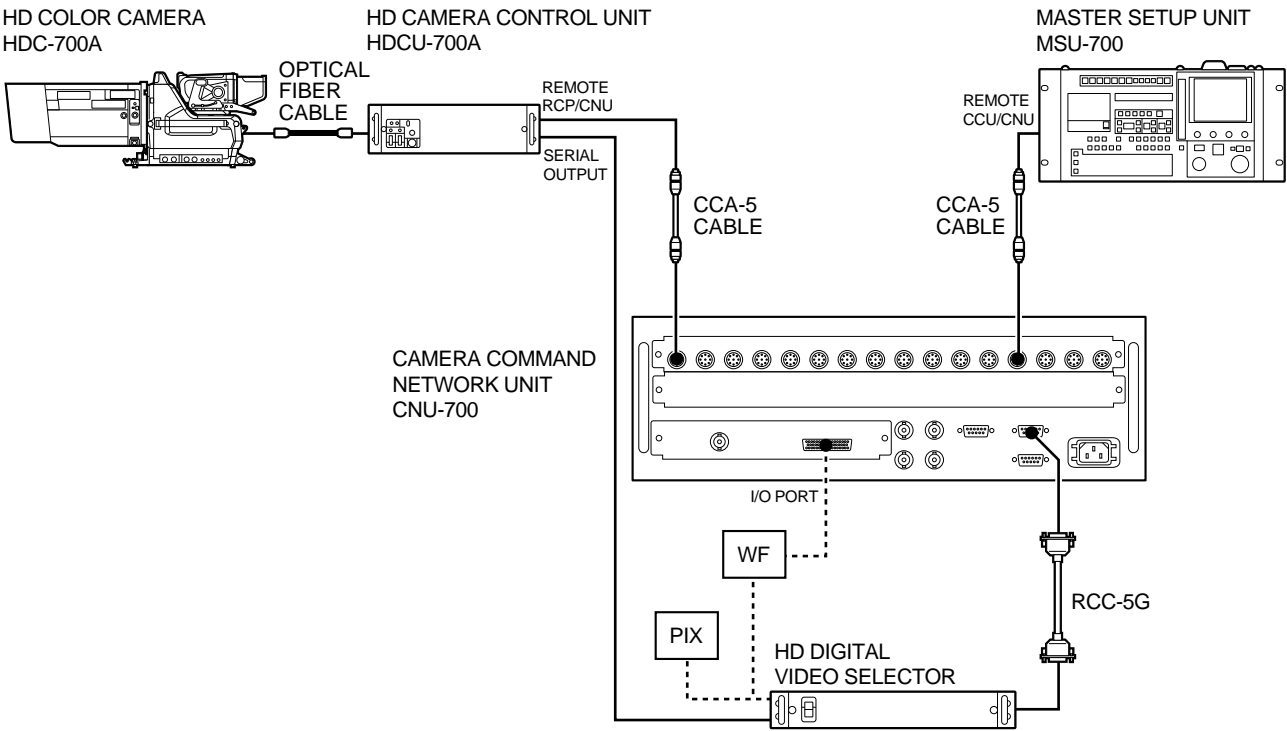 HD COLOR CAMERA
HDC-700A
HD CAMERA CONTROL UNIT
HDCU-700A
MASTER SETUP UNIT
MSU-700
OPTICAL
FIBER
CABLE
REMOTE
RCP/CNU
SERIAL
OUTPUT
REMOTE
CCU/CNU
CCA-5
CABLE
CCA-5
CABLE
CAMERA COMMAND
NETWORK UNIT
CNU-700
I/O PORT
WF
PIX
RCC-5G
HD DIGITAL
VIDEO SELECTOR